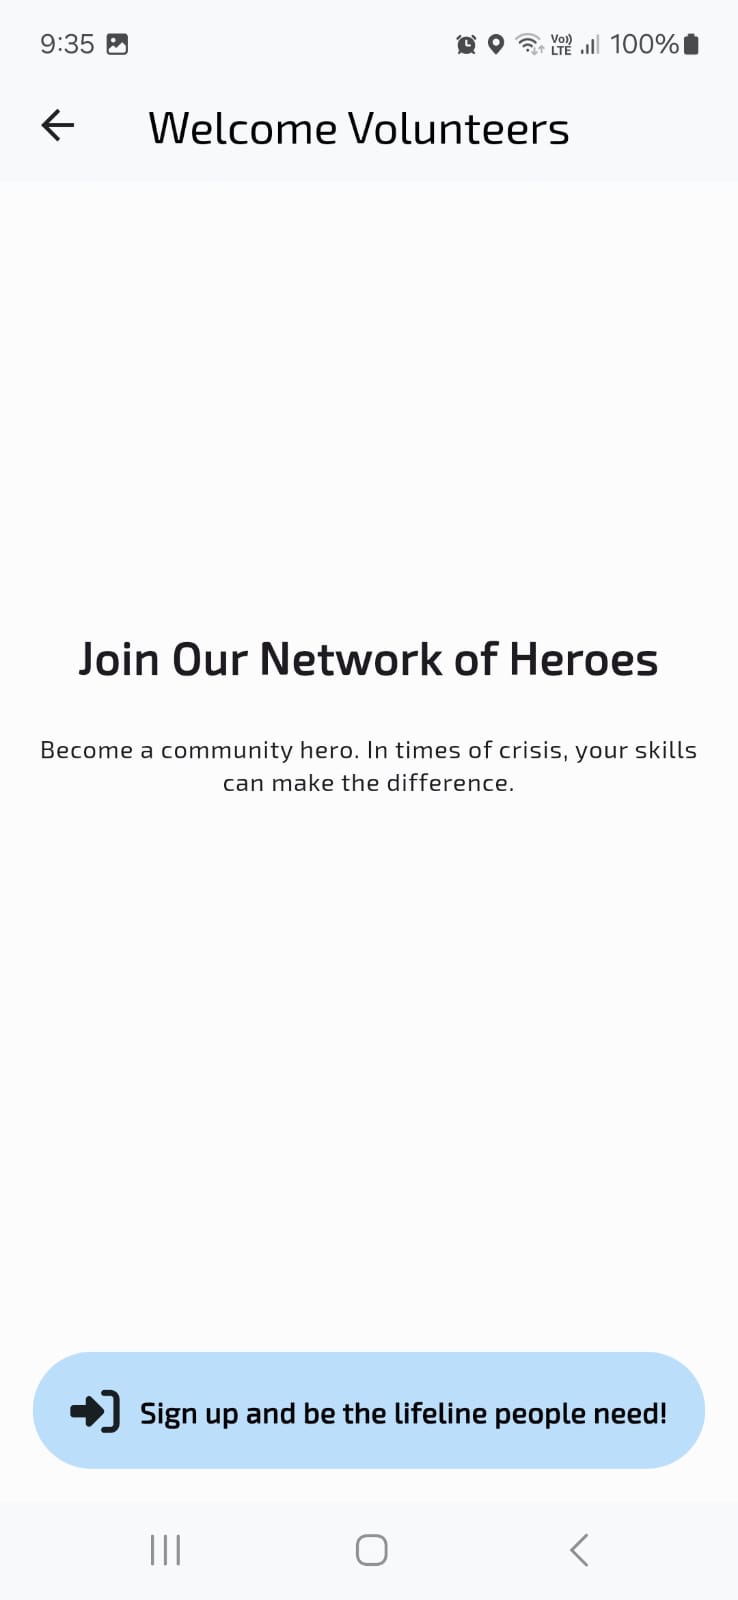 9:35
Vo)) LTE 100%
Welcome Volunteers
Join Our Network of Heroes
Become a community hero. In times of crisis, your skills
can make the difference.
Sign up and be the lifeline people need!